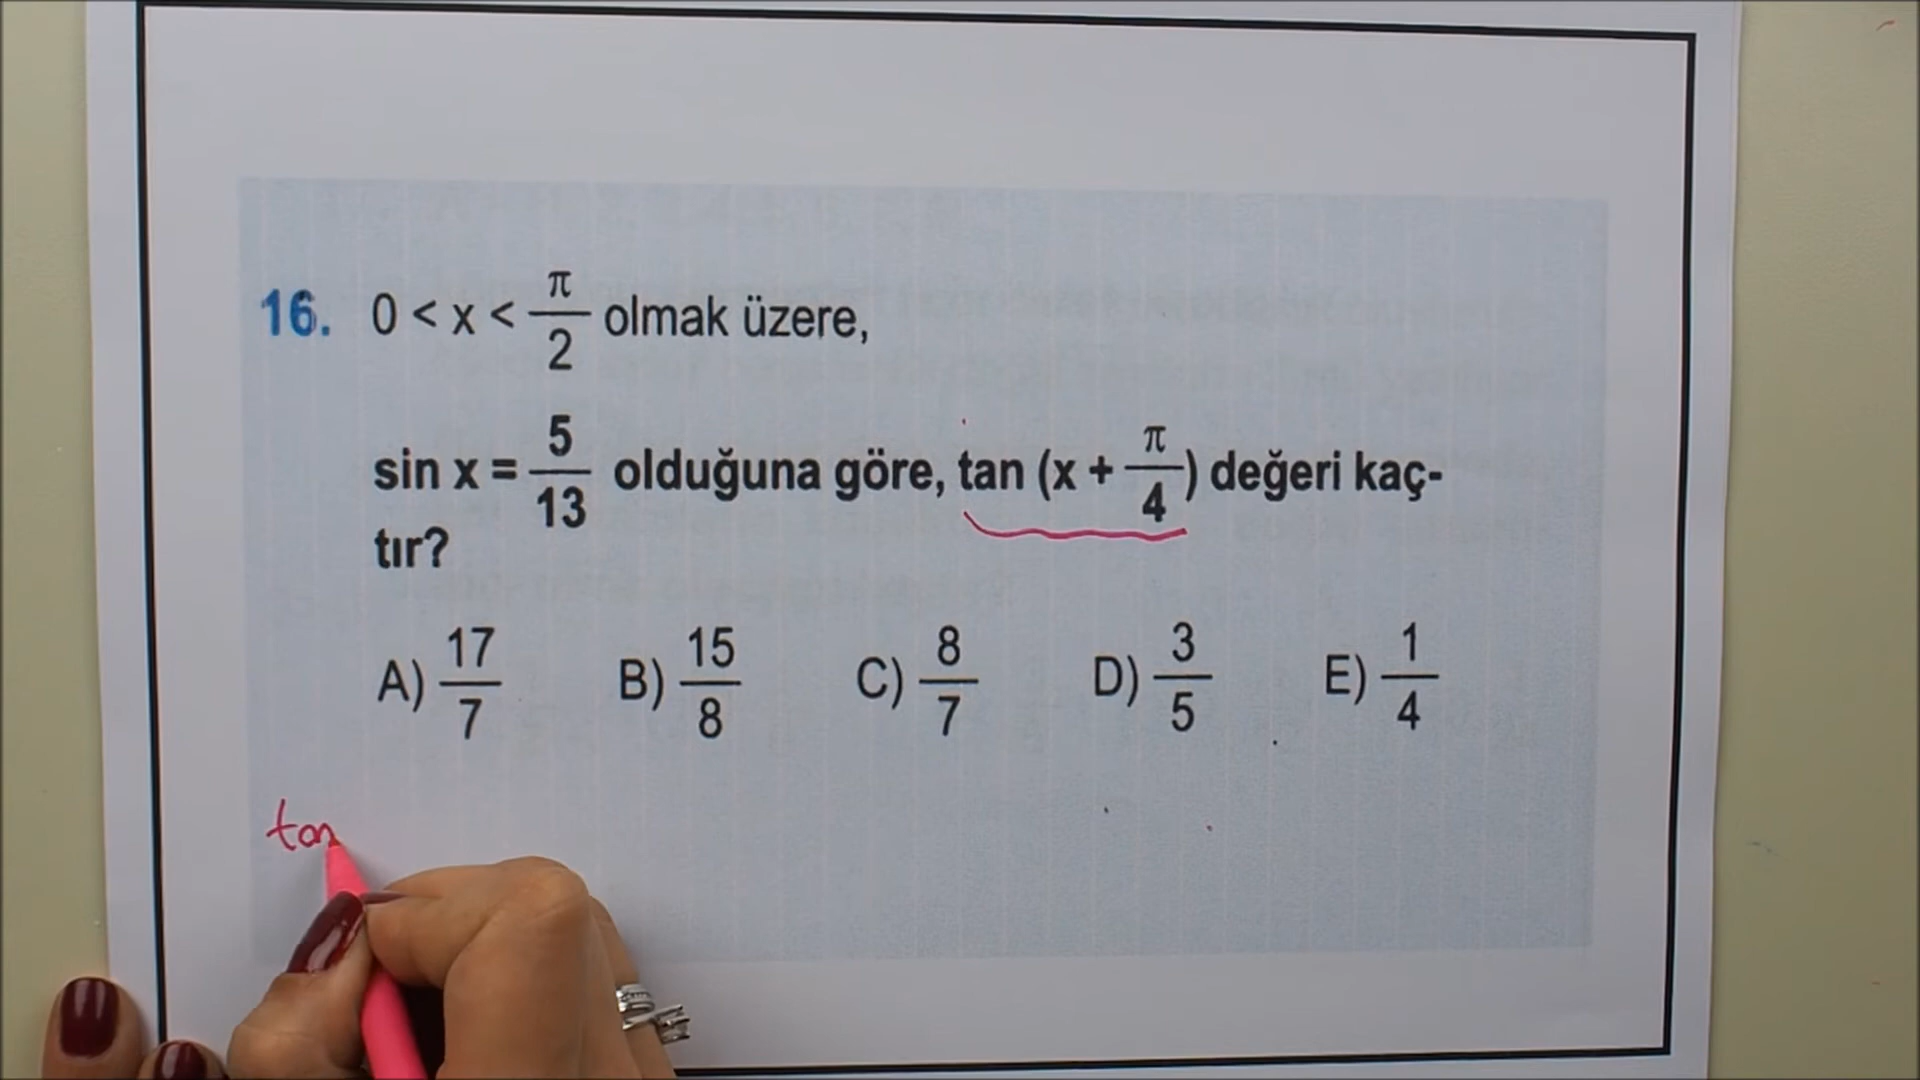 16. 0 < x < π/2 olmak üzere,
sin x = 5/13 olduğuna göre, tan (x + π/4) değeri kaç-
tır?
A) 17/7 B) 15/8 C) 8/7 D) 3/5 E) 1/4
tan